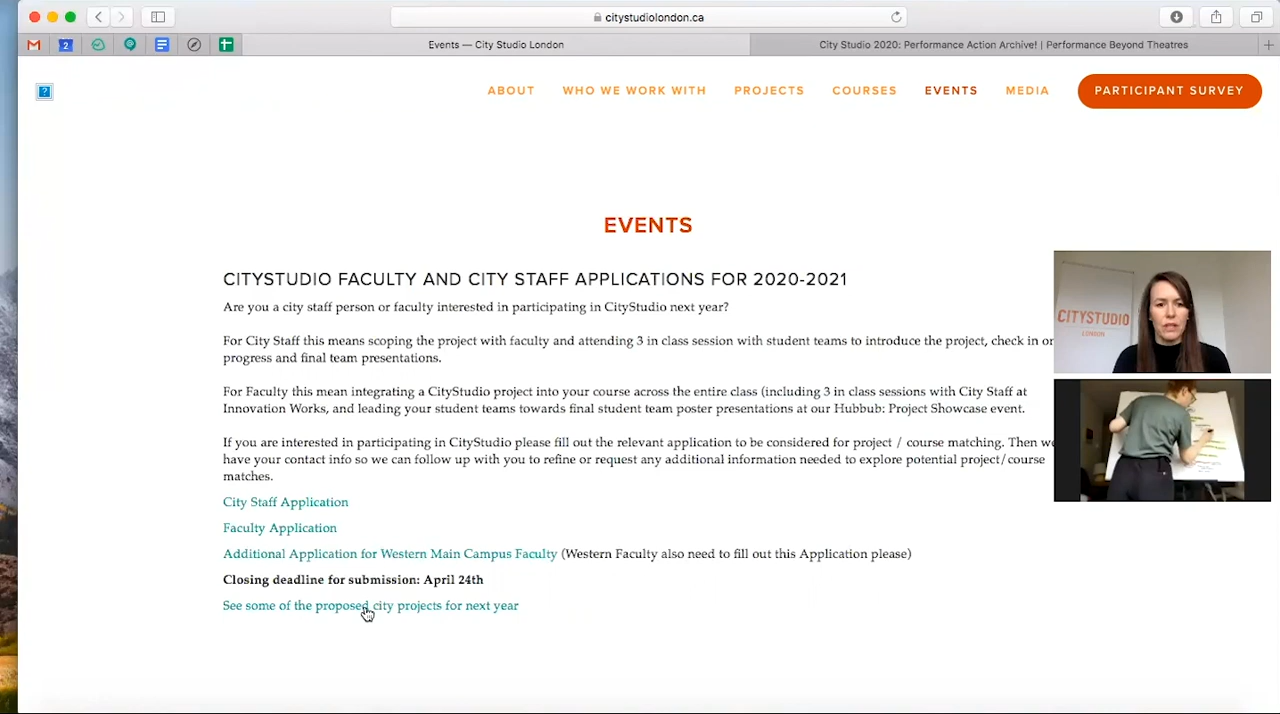 citystudiolondon.ca
2
Events — City Studio London
City Studio 2020: Performance Action Archive! | Performance Beyond Theatres
?
ABOUT
WHO WE WORK WITH
PROJECTS
COURSES
EVENTS
MEDIA
PARTICIPANT SURVEY
EVENTS
CITYSTUDIO FACULTY AND CITY STAFF APPLICATIONS FOR 2020-2021
Are you a city staff person or faculty interested in participating in CityStudio next year?
For City Staff this means scoping the project with faculty and attending 3 in class session with student teams to introduce the project, check in or
progress and final team presentations.
For Faculty this mean integrating a CityStudio project into your course across the entire class (including 3 in class sessions with City Staff at
Innovation Works, and leading your student teams towards final student team poster presentations at our Hubbub: Project Showcase event.
If you are interested in participating in CityStudio please fill out the relevant application to be considered for project / course matching. Then we
have your contact info so we can follow up with you to refine or request any additional information needed to explore potential project/course
matches.
City Staff Application
Faculty Application
Additional Application for Western Main Campus Faculty (Western Faculty also need to fill out this Application please)
Closing deadline for submission: April 24th
See some of the proposed city projects for next year
CITYSTUDIO
LONDON